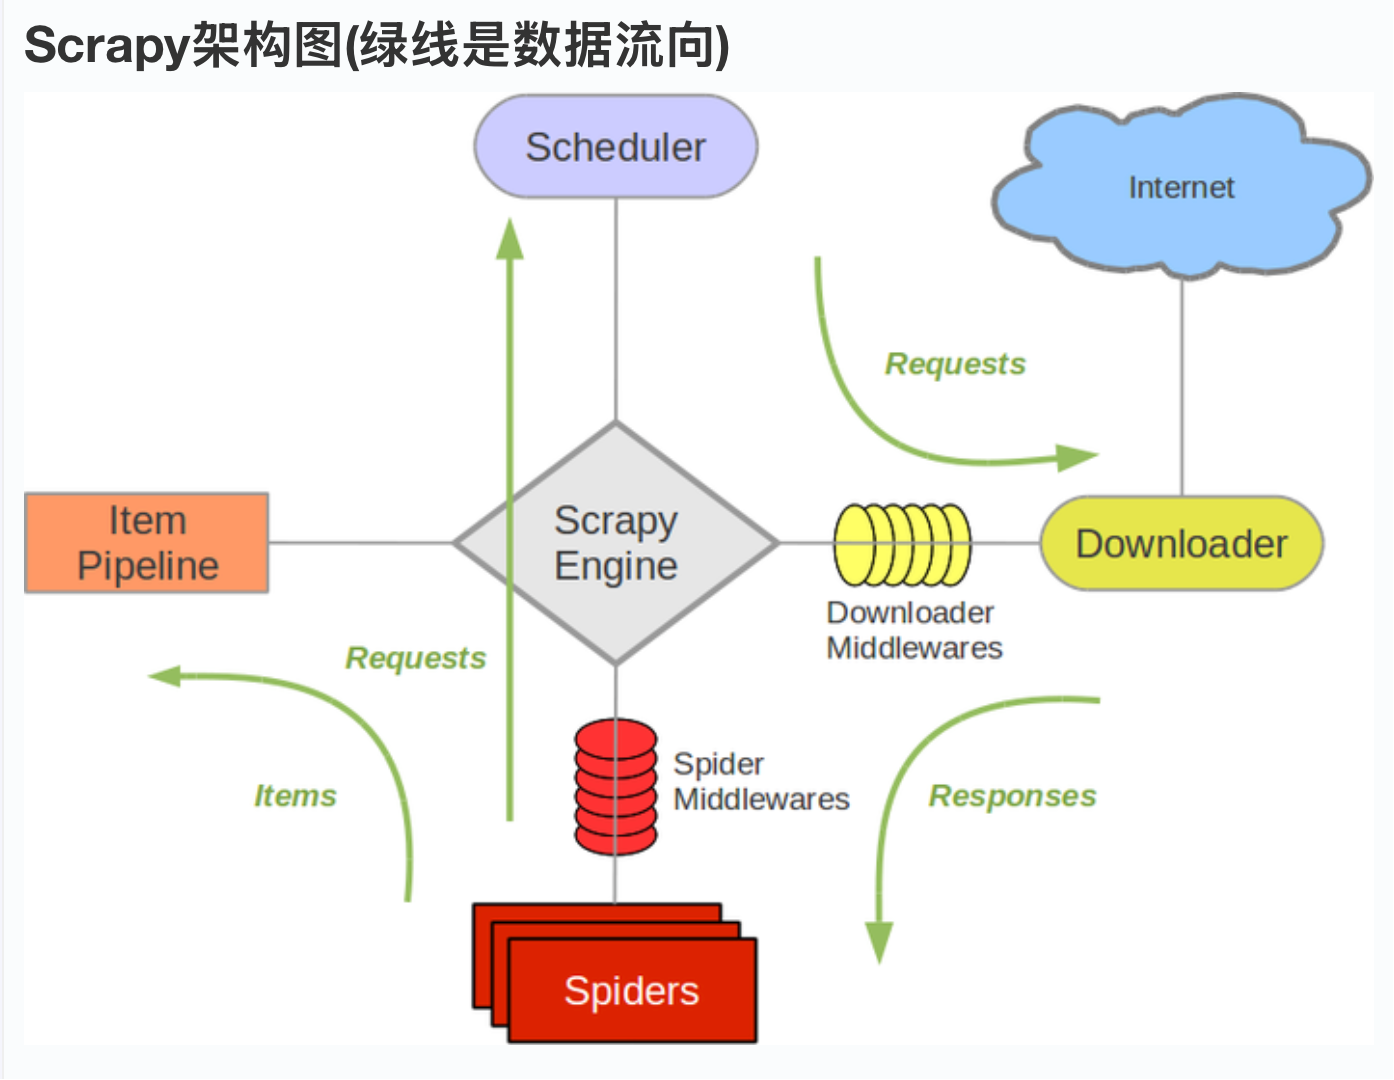 Scrapy架构图(绿线是数据流向)
Scheduler
Internet
Requests
Item
Pipeline
Scrapy
Engine
Downloader
Downloader
Middlewares
Requests
Spider
Middlewares
Items
Responses
Spiders